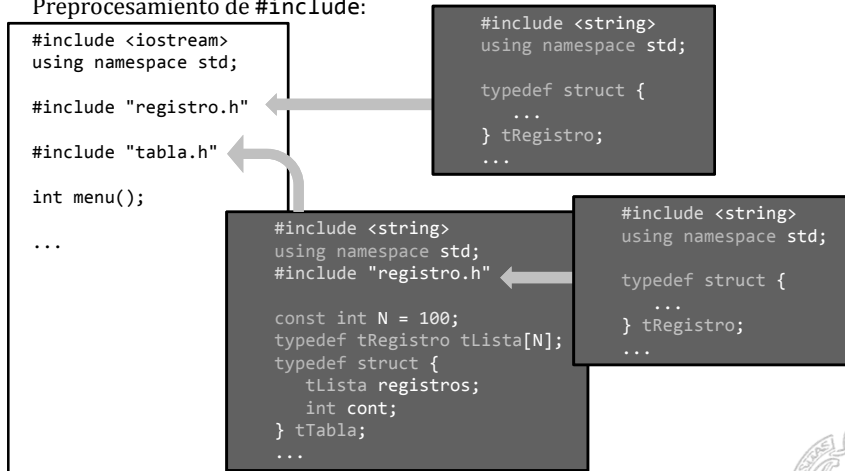 Preprocesamiento de #include:
#include <iostream>
using namespace std;
#include "registro.h"
#include "tabla.h"
int menu();
...
#include <string>
using namespace std;
typedef struct {
...
} tRegistro;
...
#include <string>
using namespace std;
#include "registro.h"
const int N = 100;
typedef tRegistro tLista[N];
typedef struct {
tLista registros;
int cont;
} tTabla;
...
#include <string>
using namespace std;
typedef struct {
...
} tRegistro;
...